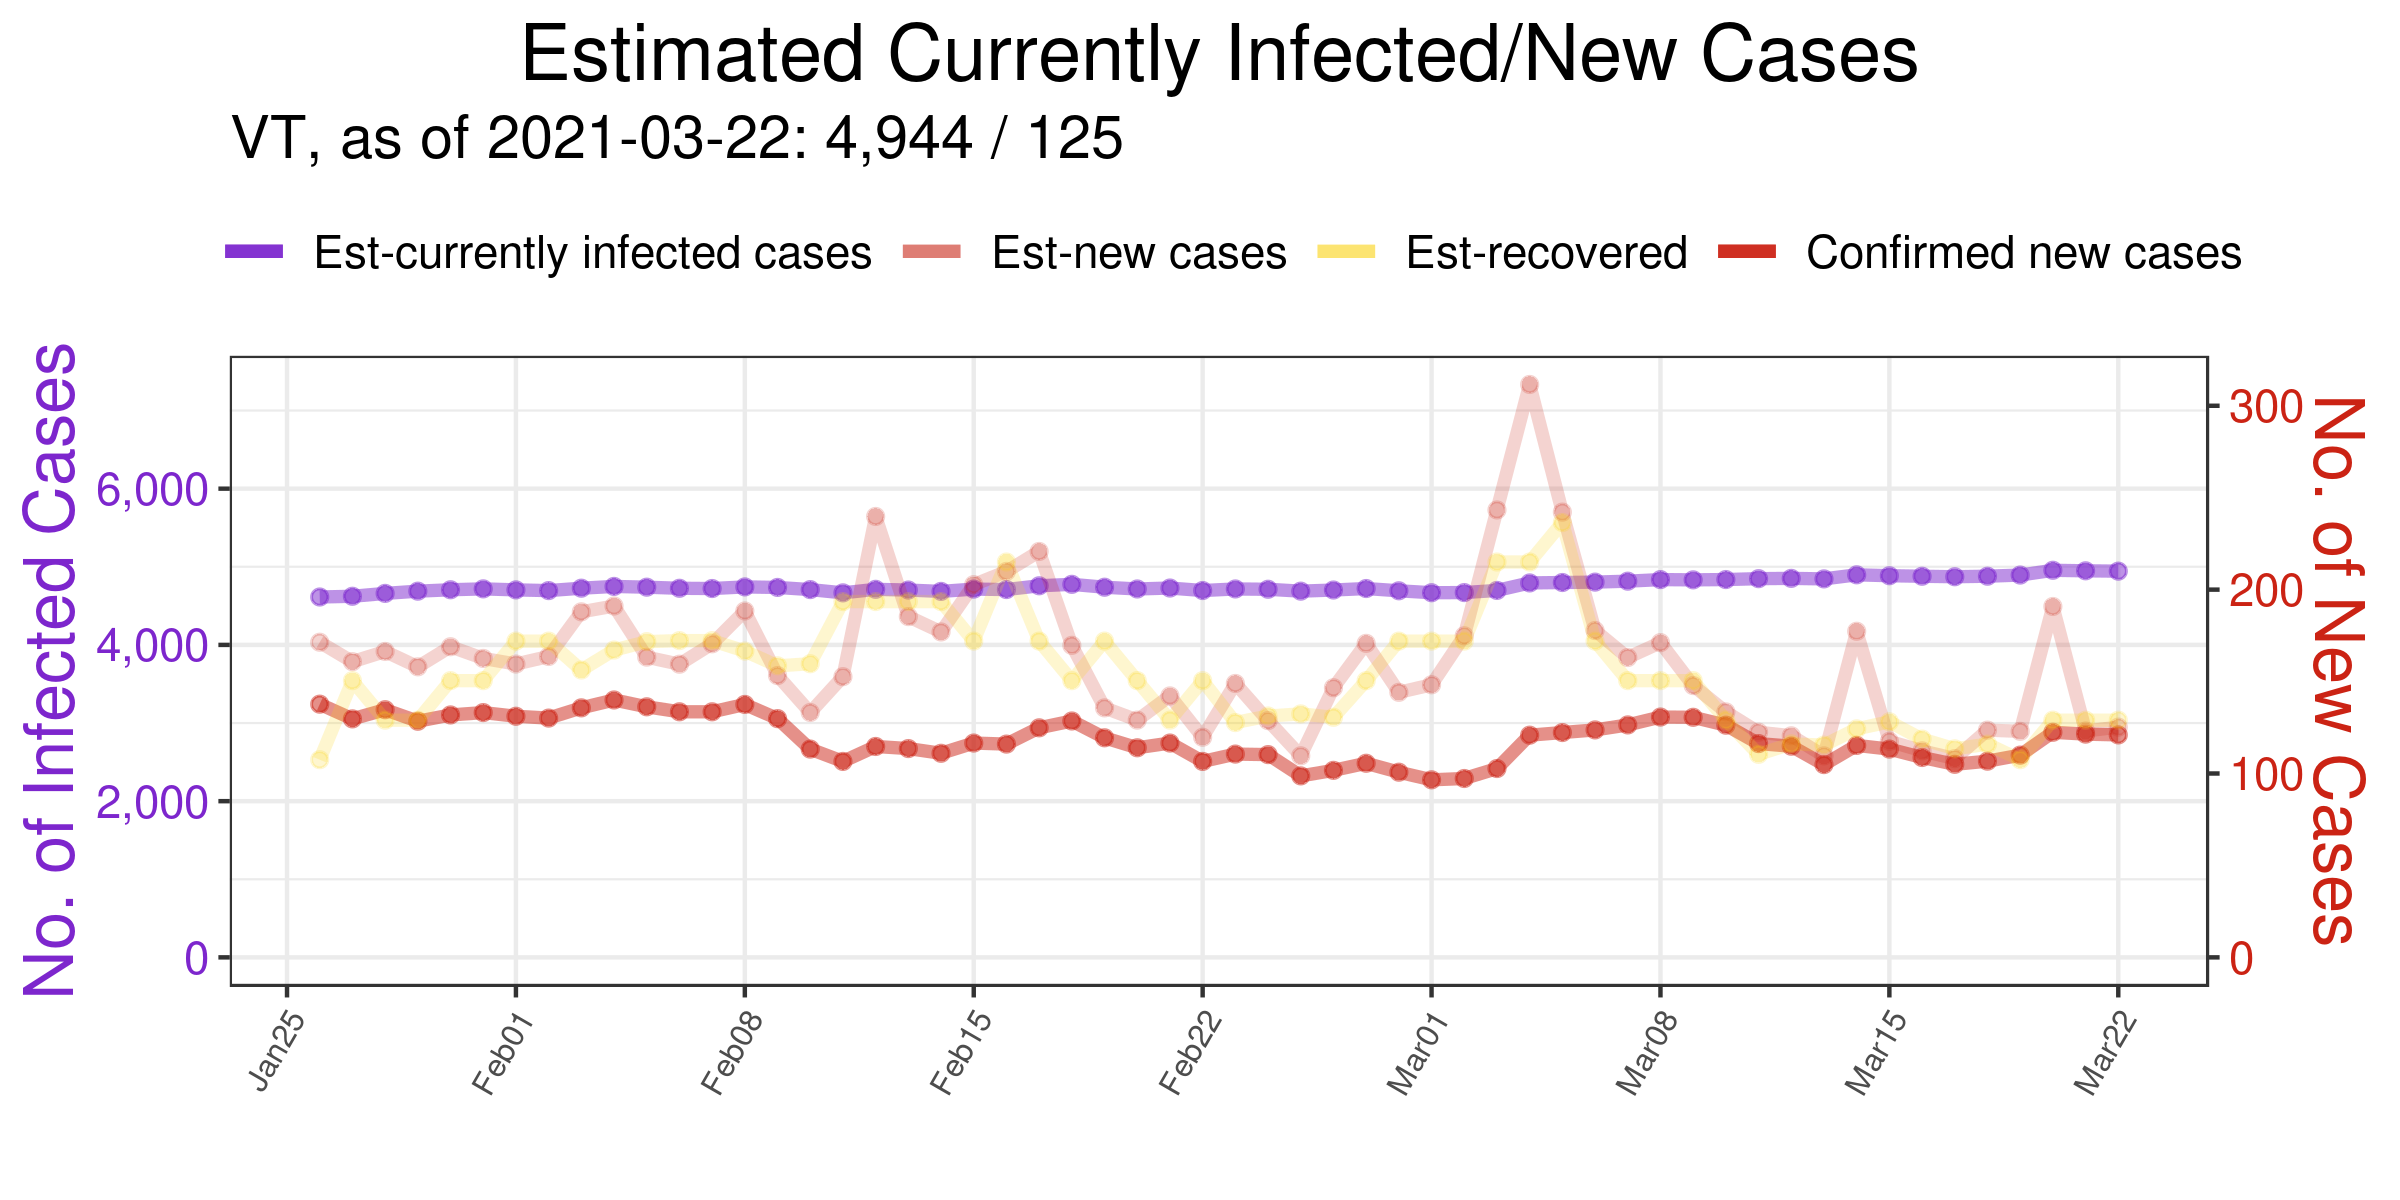 Estimated Currently Infected/New Cases
VT, as of 2021-03-22: 4,944 / 125
Est-currently infected cases Est-new cases Est-recovered Confirmed new cases
No. of Infected Cases
6,000
4,000
2,000
0
300
200
100
0
No. of New Cases
Jan25 Feb01 Feb08 Feb15 Feb22 Mar01 Mar08 Mar15 Mar22